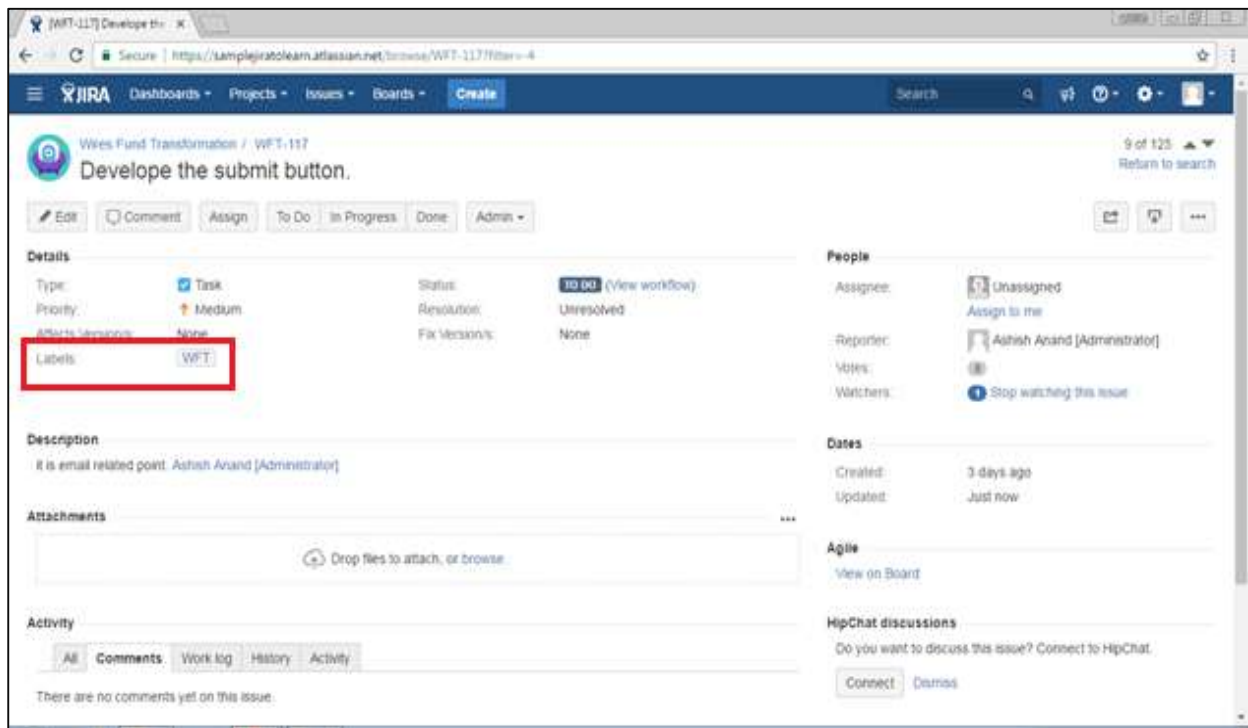 [WFT-117] Develope the
Secure | https://samplejiratolearn.atlassian.net/browse/WFT-117?filter=-4
JIRA Dashboards Projects Issues Boards Create Search
Wires Fund Transformation / WFT-117
9 of 125
Develope the submit button.
Return to search
Edit Comment Assign To Do In Progress Done Admin
Details
Type: Task
Status: TO DO (View workflow)
Priority: Medium
Resolution: Unresolved
Affects Version/s: None
Fix Version/s: None
Labels: WFT
People
Assignee: Unassigned
Assign to me
Reporter: Ashish Anand [Administrator]
Votes: 0
Watchers: 1 Stop watching this issue
Description
it is email related point. Ashish Anand [Administrator]
Dates
Created: 3 days ago
Updated: Just now
Attachments
Drop files to attach, or browse.
Agile
View on Board
Activity
All Comments Work log History Activity
There are no comments yet on this issue.
HipChat discussions
Do you want to discuss this issue? Connect to HipChat.
Connect Dismiss